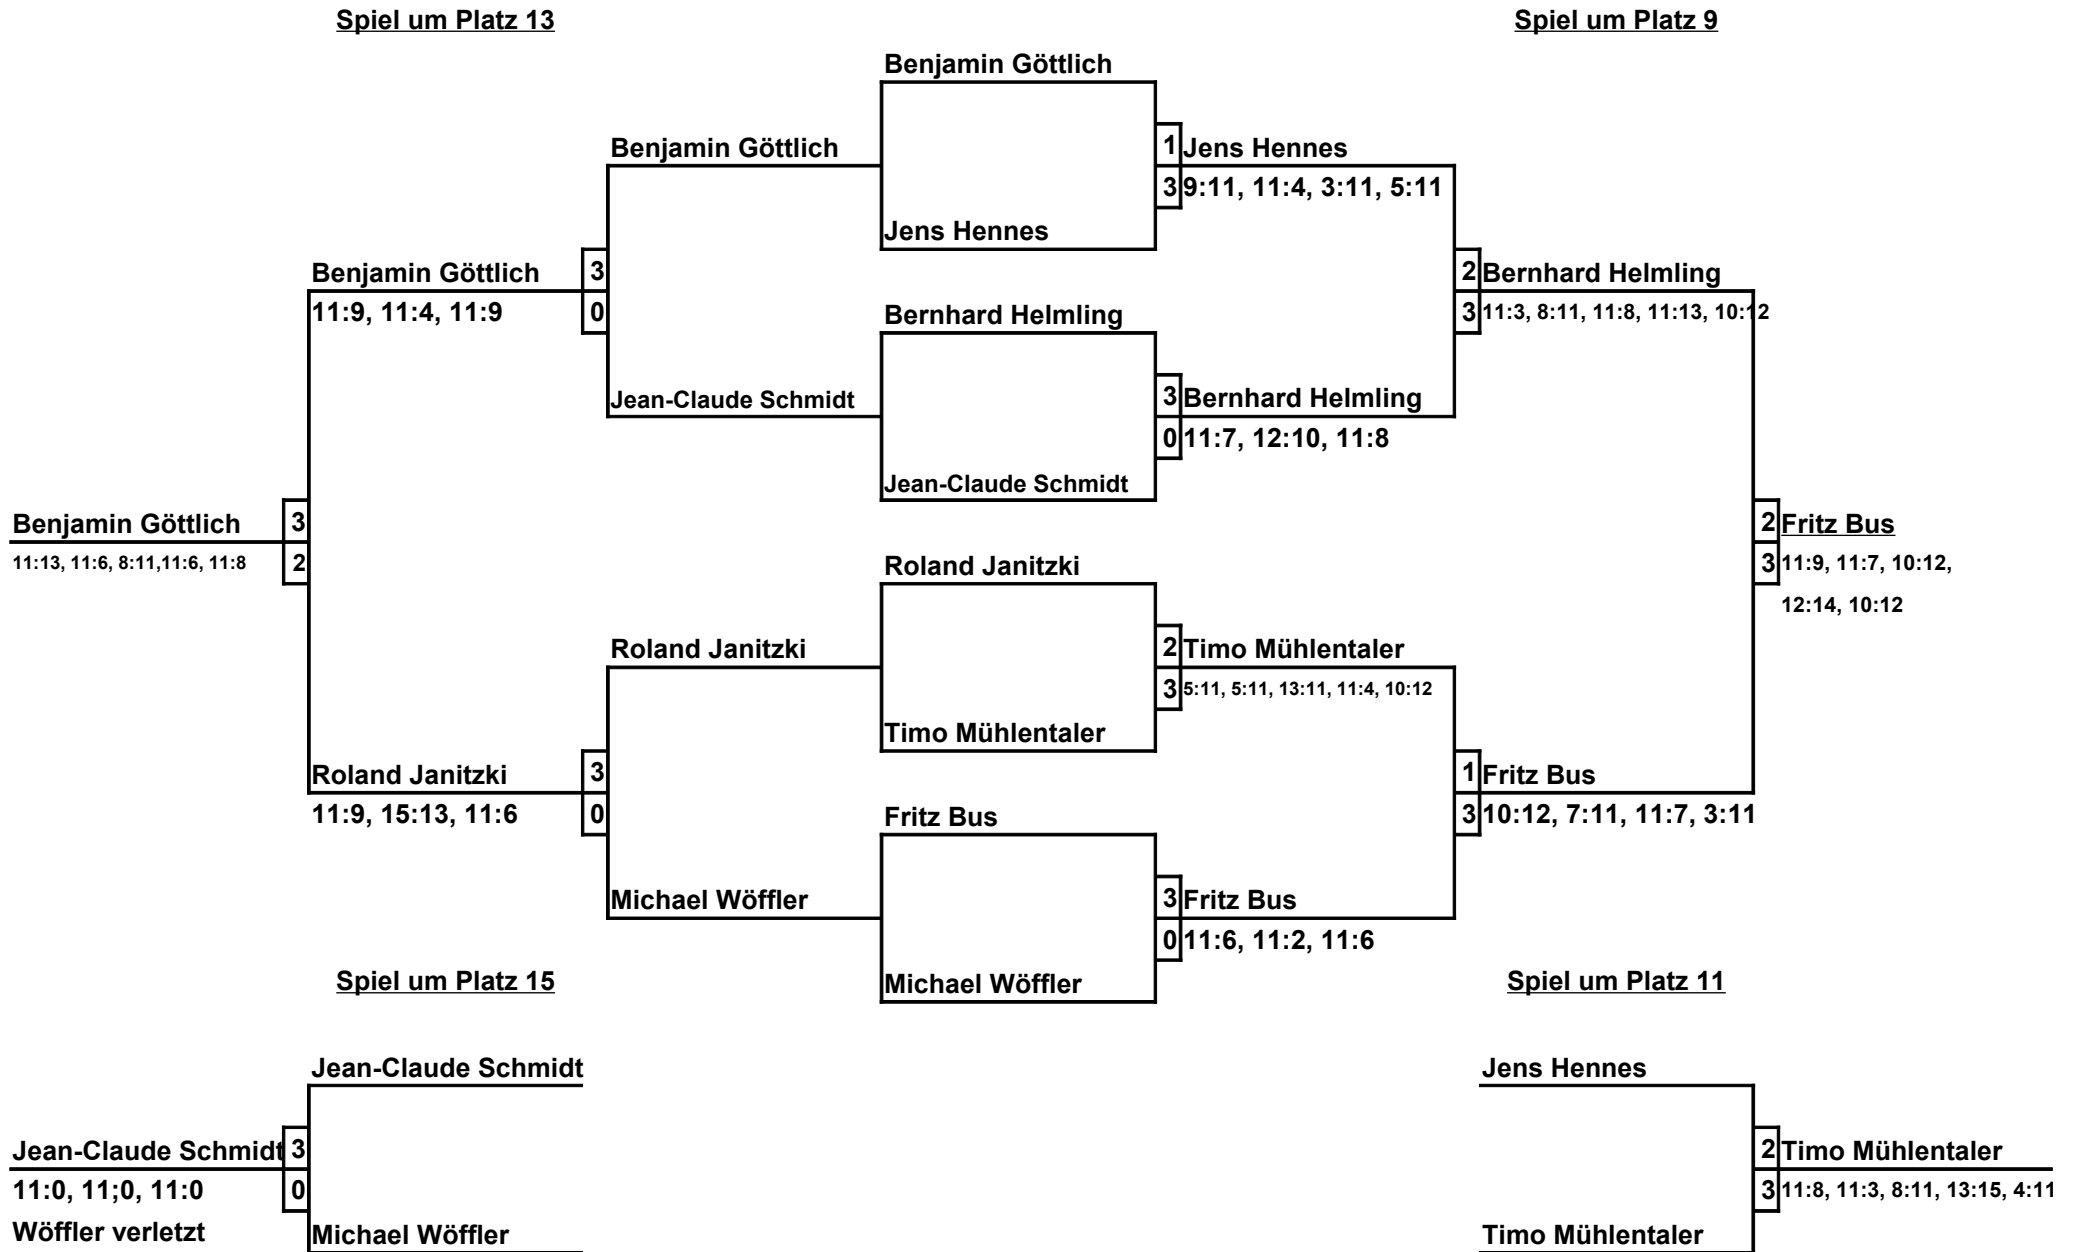 Spiel um Platz 13
Spiel um Platz 9
Benjamin Göttlich
Benjamin Göttlich
1 Jens Hennes
3 9:11, 11:4, 3:11, 5:11
Jens Hennes
Benjamin Göttlich 3
11:9, 11:4, 11:9 0
2 Bernhard Helmling
3 11:3, 8:11, 11:8, 11:13, 10:12
Bernhard Helmling
Jean-Claude Schmidt
3 Bernhard Helmling
0 11:7, 12:10, 11:8
Jean-Claude Schmidt
Benjamin Göttlich 3
11:13, 11:6, 8:11,11:6, 11:8 2
2 Fritz Bus
3 11:9, 11:7, 10:12,
12:14, 10:12
Roland Janitzki
Roland Janitzki
2 Timo Mühlentaler
3 5:11, 5:11, 13:11, 11:4, 10:12
Timo Mühlentaler
Roland Janitzki 3
11:9, 15:13, 11:6 0
1 Fritz Bus
3 10:12, 7:11, 11:7, 3:11
Fritz Bus
Michael Wöffler
3 Fritz Bus
0 11:6, 11:2, 11:6
Michael Wöffler
Spiel um Platz 15
Spiel um Platz 11
Jean-Claude Schmidt
Jens Hennes
Jean-Claude Schmidt 3
11:0, 11;0, 11:0 0
Wöffler verletzt
Michael Wöffler
2 Timo Mühlentaler
3 11:8, 11:3, 8:11, 13:15, 4:11
Timo Mühlentaler